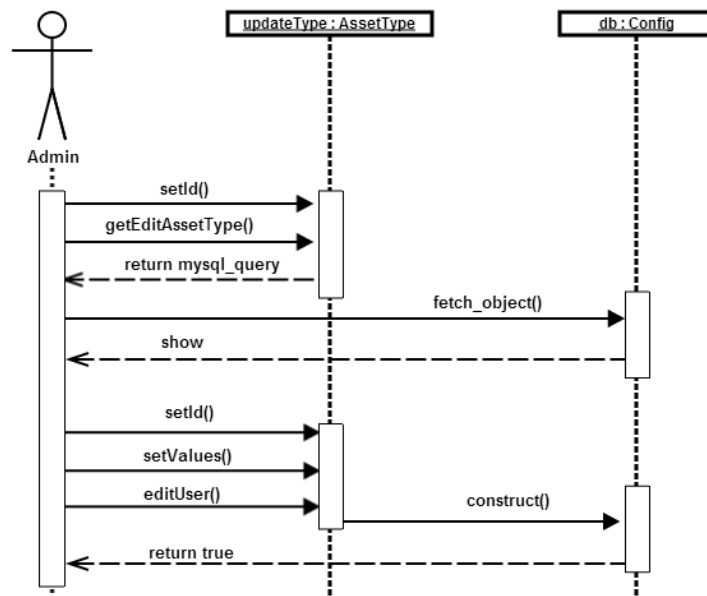 updateType : AssetType
db : Config
Admin
setId()
getEditAssetType()
return mysql_query
fetch_object()
show
setId()
setValues()
editUser()
construct()
return true